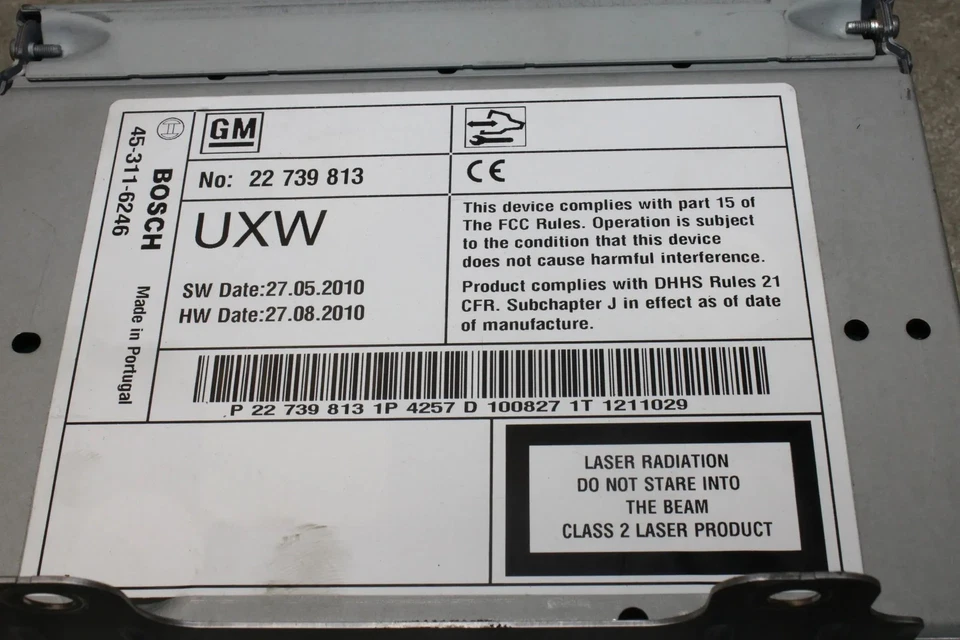 BOSCH
45-311-6246
Made in Portugal
GM
No: 22 739 813
UXW
SW Date:27.05.2010
HW Date:27.08.2010
CE
This device complies with part 15 of
The FCC Rules. Operation is subject
to the condition that this device
does not cause harmful interference.
Product complies with DHHS Rules 21
CFR. Subchapter J in effect as of date
of manufacture.
P 22 739 813 1P 4257 D 100827 1T 1211029
LASER RADIATION
DO NOT STARE INTO
THE BEAM
CLASS 2 LASER PRODUCT